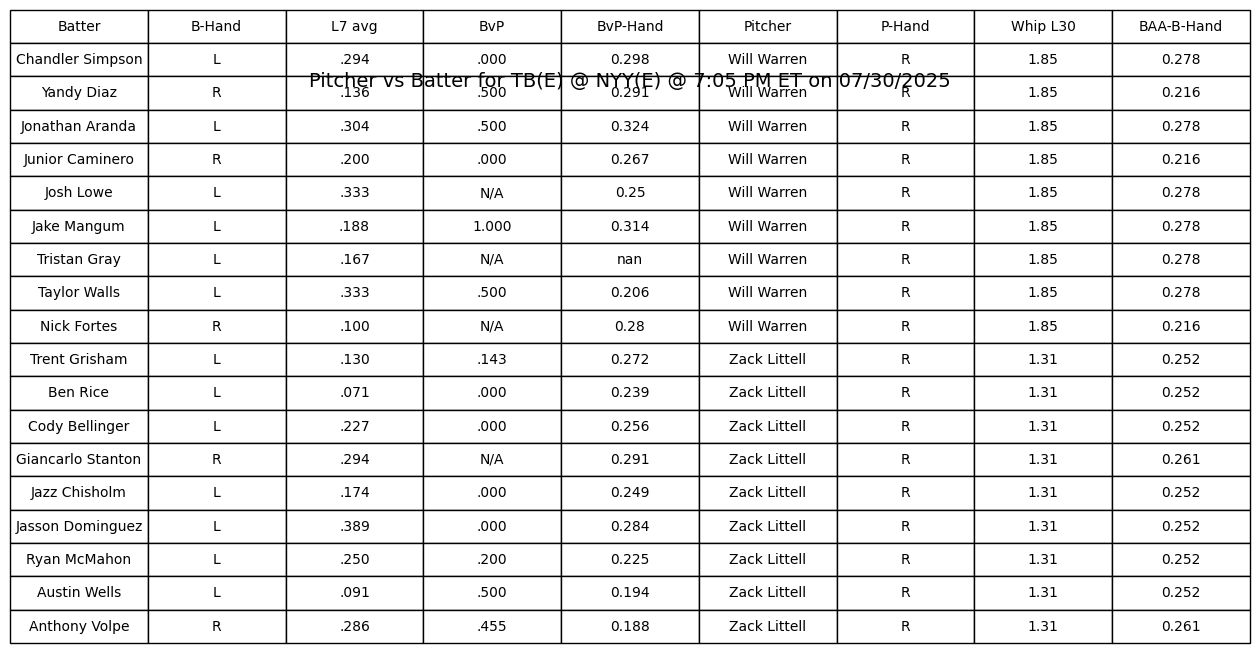 Batter B-Hand L7 avg BvP BvP-Hand Pitcher P-Hand Whip L30 BAA-B-Hand
Chandler Simpson L .294 .000 0.298 Will Warren R 1.85 0.278
Pitcher vs Batter for TB(E) @ NYY(E) @ 7:05 PM ET on 07/30/2025
Yandy Diaz R .136 .500 0.291 Will Warren R 1.85 0.216
Jonathan Aranda L .304 .500 0.324 Will Warren R 1.85 0.278
Junior Caminero R .200 .000 0.267 Will Warren R 1.85 0.216
Josh Lowe L .333 N/A 0.25 Will Warren R 1.85 0.278
Jake Mangum L .188 1.000 0.314 Will Warren R 1.85 0.278
Tristan Gray L .167 N/A nan Will Warren R 1.85 0.278
Taylor Walls L .333 .500 0.206 Will Warren R 1.85 0.278
Nick Fortes R .100 N/A 0.28 Will Warren R 1.85 0.216
Trent Grisham L .130 .143 0.272 Zack Littell R 1.31 0.252
Ben Rice L .071 .000 0.239 Zack Littell R 1.31 0.252
Cody Bellinger L .227 .000 0.256 Zack Littell R 1.31 0.252
Giancarlo Stanton R .294 N/A 0.291 Zack Littell R 1.31 0.261
Jazz Chisholm L .174 .000 0.249 Zack Littell R 1.31 0.252
Jasson Dominguez L .389 .000 0.284 Zack Littell R 1.31 0.252
Ryan McMahon L .250 .200 0.225 Zack Littell R 1.31 0.252
Austin Wells L .091 .500 0.194 Zack Littell R 1.31 0.252
Anthony Volpe R .286 .455 0.188 Zack Littell R 1.31 0.261